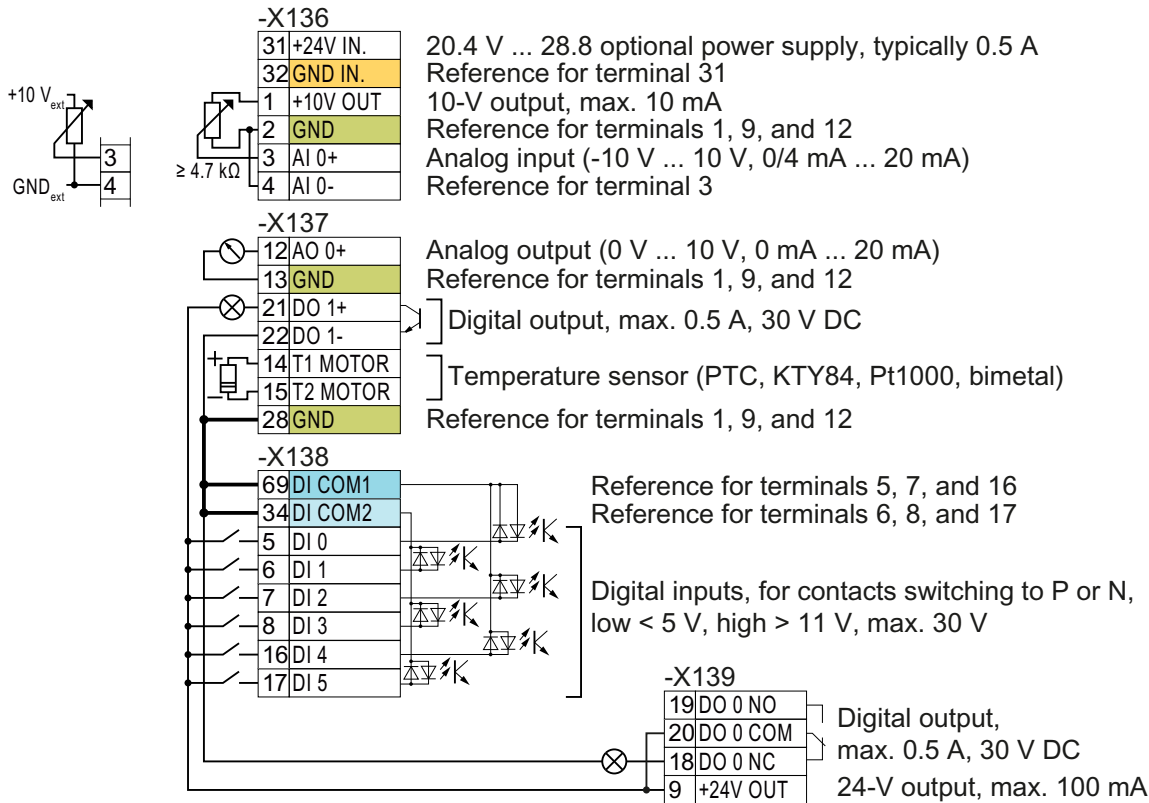 -X136
31 +24V IN. 20.4 V ... 28.8 optional power supply, typically 0.5 A
32 GND IN. Reference for terminal 31
+10 Vext
1 +10V OUT 10-V output, max. 10 mA
2 GND Reference for terminals 1, 9, and 12
3
≥ 4.7 kΩ
3 AI 0+ Analog input (-10 V ... 10 V, 0/4 mA ... 20 mA)
GNDext 4
4 AI 0- Reference for terminal 3
-X137
12 AO 0+ Analog output (0 V ... 10 V, 0 mA ... 20 mA)
13 GND Reference for terminals 1, 9, and 12
21 DO 1+
22 DO 1-
Digital output, max. 0.5 A, 30 V DC
+
14 T1 MOTOR
–
15 T2 MOTOR
Temperature sensor (PTC, KTY84, Pt1000, bimetal)
28 GND Reference for terminals 1, 9, and 12
-X138
69 DI COM1 Reference for terminals 5, 7, and 16
34 DI COM2 Reference for terminals 6, 8, and 17
5 DI 0
6 DI 1
7 DI 2
8 DI 3
16 DI 4
17 DI 5
Digital inputs, for contacts switching to P or N,
low < 5 V, high > 11 V, max. 30 V
-X139
19 DO 0 NO
20 DO 0 COM
18 DO 0 NC
Digital output,
max. 0.5 A, 30 V DC
9 +24V OUT 24-V output, max. 100 mA